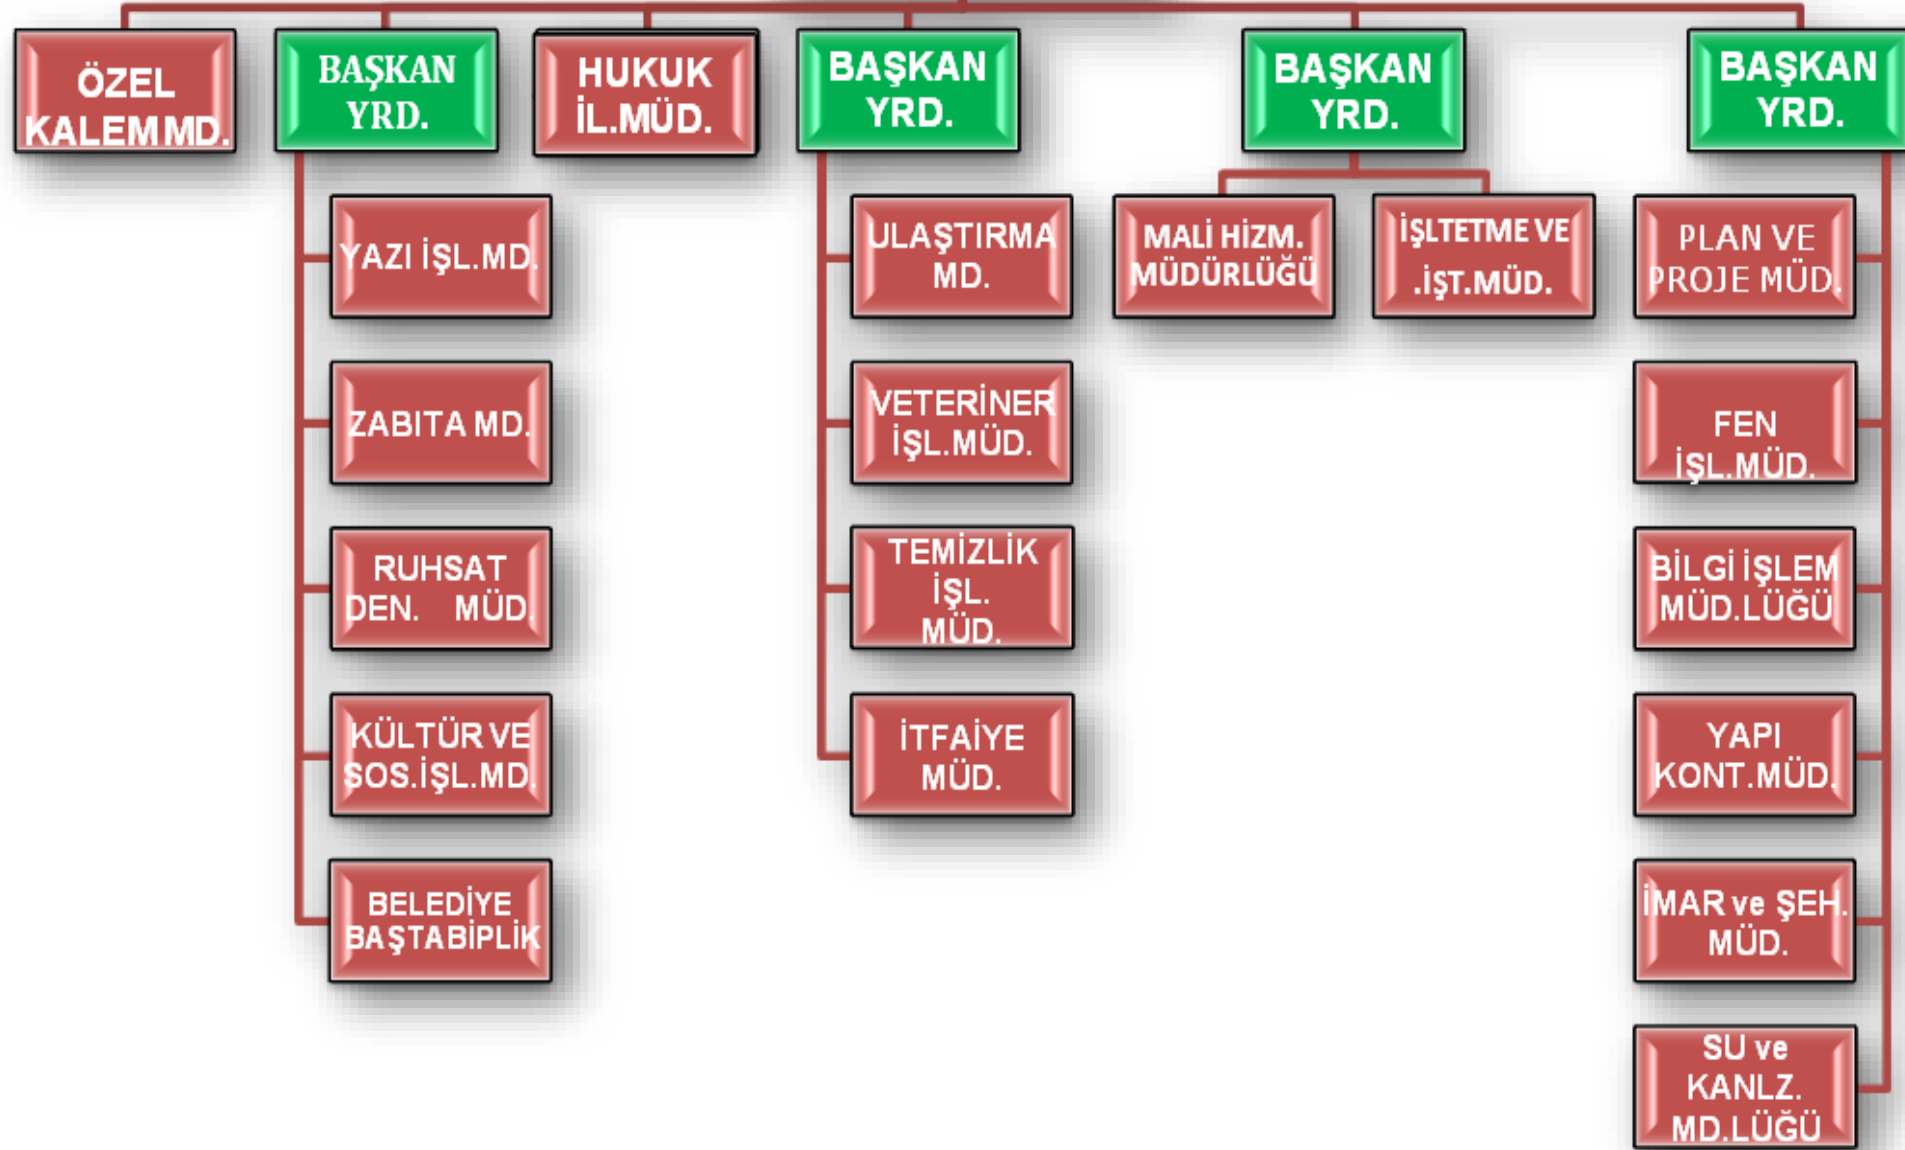 ÖZEL
KALEM MD.
BAŞKAN
YRD.
HUKUK
İL.MÜD.
BAŞKAN
YRD.
BAŞKAN
YRD.
BAŞKAN
YRD.
YAZI İŞL.MD.
ZABITA MD.
RUHSAT
DEN. MÜD.
KÜLTÜR VE
SOS.İŞL.MD.
BELEDİYE
BAŞTABİPLİK
ULAŞTIRMA
MD.
VETERİNER
İŞL.MÜD.
TEMİZLİK
İŞL.
MÜD.
İTFAİYE
MÜD.
MALİ HİZM.
MÜDÜRLÜĞÜ
İŞLTETME VE
.İŞT.MÜD.
PLAN VE
PROJE MÜD.
FEN
İŞL.MÜD.
BİLGİ İŞLEM
MÜD.LÜĞÜ
YAPI
KONT.MÜD.
İMAR ve ŞEH.
MÜD.
SU ve
KANLZ.
MD.LÜĞÜ